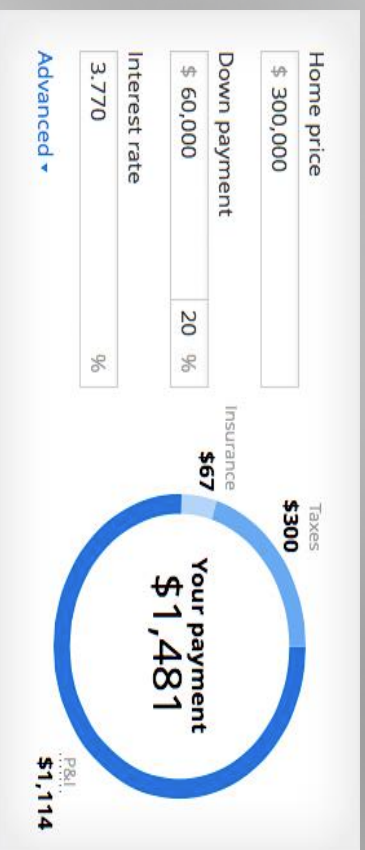 Home price
$ 300,000
Down payment
$ 60,000
20 %
Interest rate
3.770 %
Advanced
Taxes
$300
Insurance
$67
Your payment
$1,481
P&I
$1,114